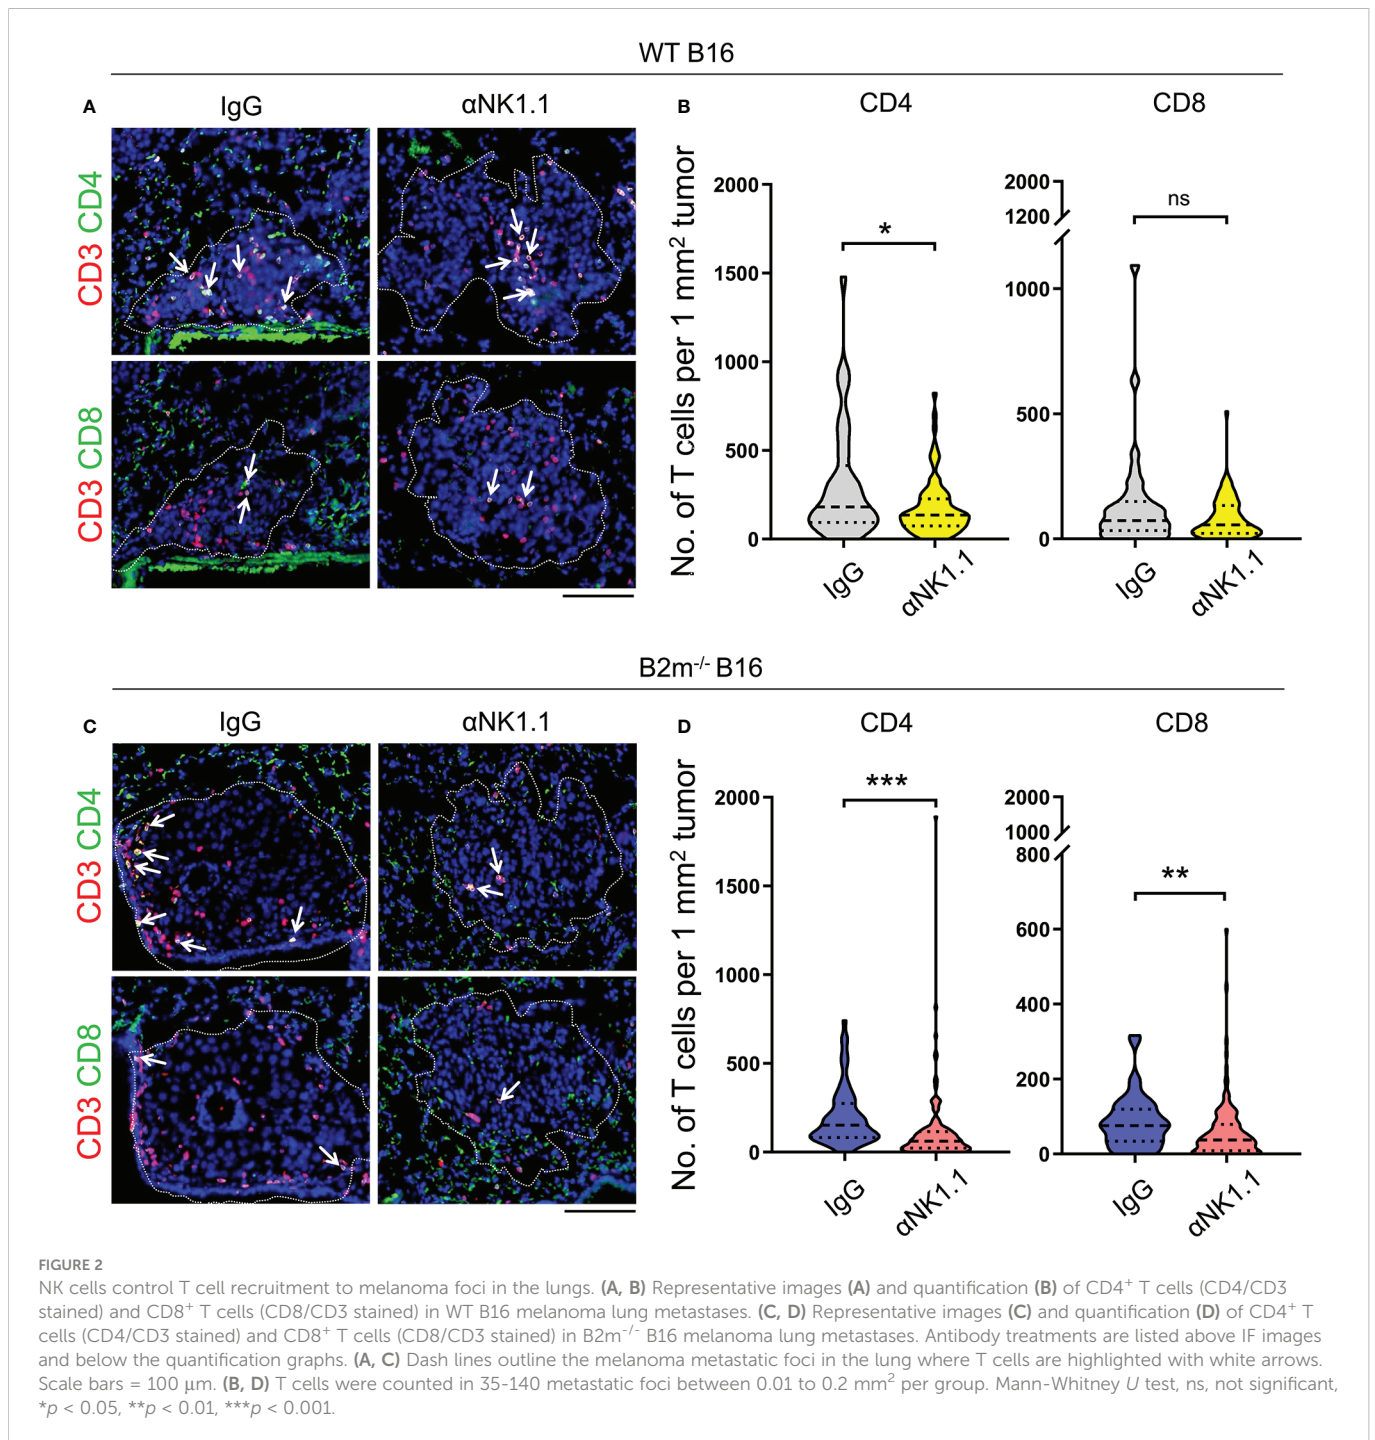 WT B16
A
IgG
αNK1.1
CD3 CD4
CD3 CD8
B
CD4
CD8
No. of T cells per 1 mm² tumor
2000
1500
1000
500
0
*
IgG
αNK1.1
2000
1200
1000
500
0
ns
IgG
αNK1.1
B2m-/- B16
C
IgG
αNK1.1
CD3 CD4
CD3 CD8
D
CD4
CD8
No. of T cells per 1 mm² tumor
2000
1500
1000
500
0
***
IgG
αNK1.1
2000
1000
800
600
400
200
0
**
IgG
αNK1.1
FIGURE 2
NK cells control T cell recruitment to melanoma foci in the lungs. (A, B) Representative images (A) and quantification (B) of CD4⁺ T cells (CD4/CD3
stained) and CD8⁺ T cells (CD8/CD3 stained) in WT B16 melanoma lung metastases. (C, D) Representative images (C) and quantification (D) of CD4⁺ T
cells (CD4/CD3 stained) and CD8⁺ T cells (CD8/CD3 stained) in B2m⁻/⁻ B16 melanoma lung metastases. Antibody treatments are listed above IF images
and below the quantification graphs. (A, C) Dash lines outline the melanoma metastatic foci in the lung where T cells are highlighted with white arrows.
Scale bars = 100 μm. (B, D) T cells were counted in 35-140 metastatic foci between 0.01 to 0.2 mm² per group. Mann-Whitney U test, ns, not significant,
*p < 0.05, **p < 0.01, ***p < 0.001.